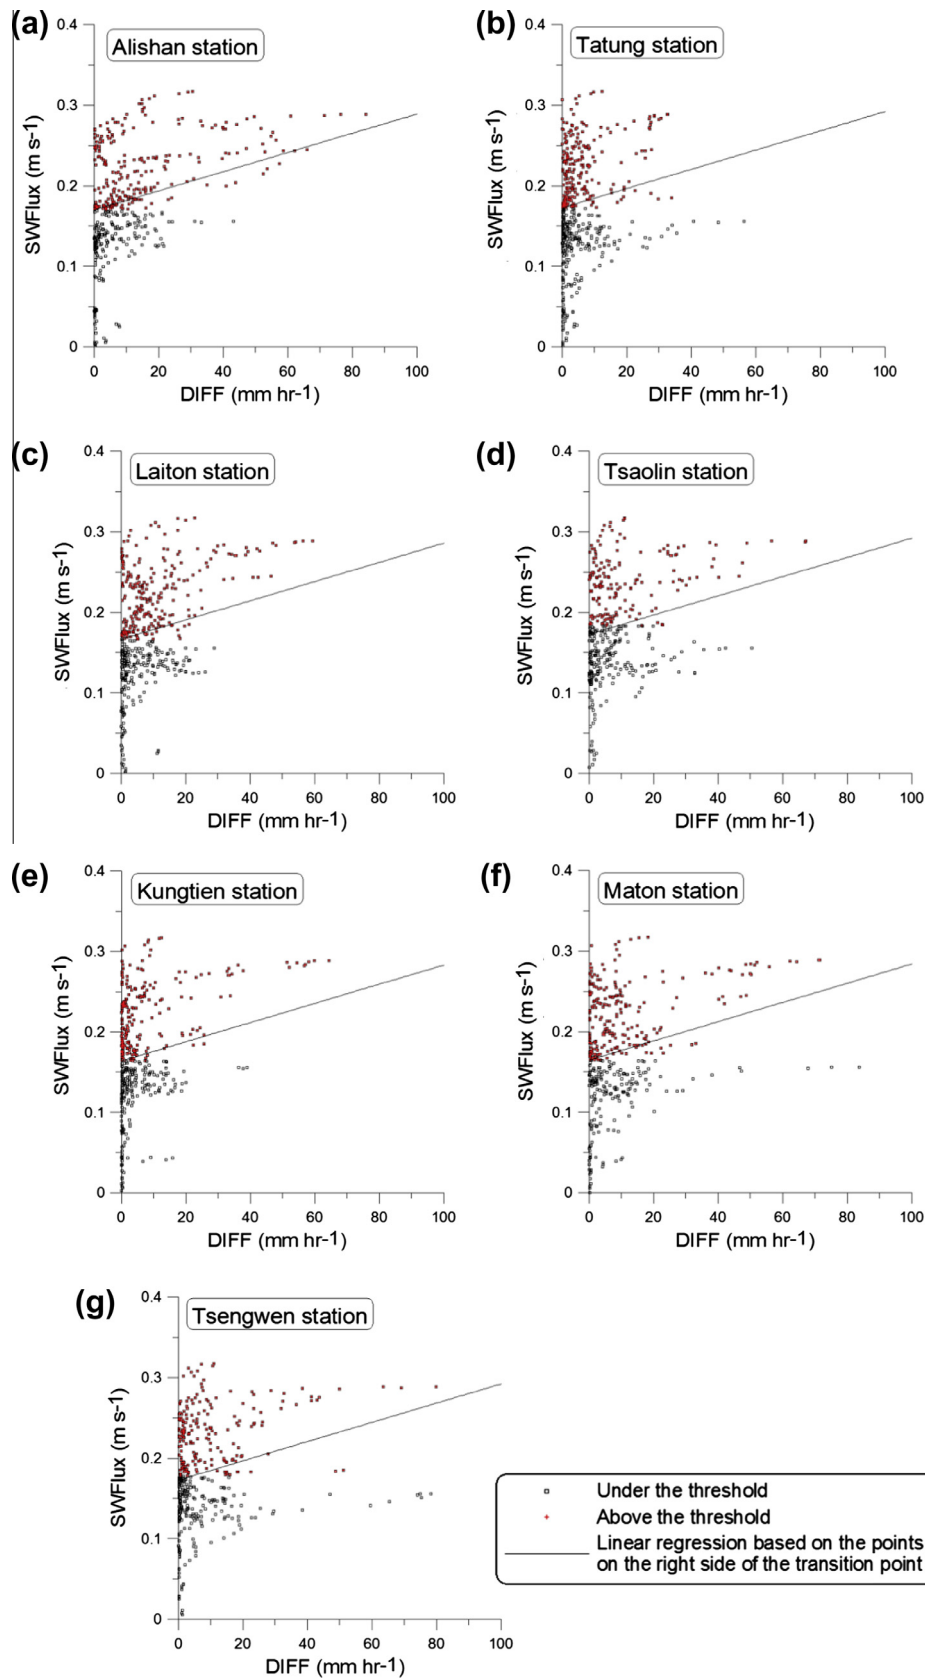 (a)
Alishan station
0.4
0.3
0.2
0.1
0
SWFlux (m s-1)
0 20 40 60 80 100
DIFF (mm hr-1)
(b)
Tatung station
0.4
0.3
0.2
0.1
0
SWFlux (m s-1)
0 20 40 60 80 100
DIFF (mm hr-1)
(c)
Laiton station
0.4
0.3
0.2
0.1
0
SWFlux (m s-1)
0 20 40 60 80 100
DIFF (mm hr-1)
(d)
Tsaolin station
0.4
0.3
0.2
0.1
0
SWFlux (m s-1)
0 20 40 60 80 100
DIFF (mm hr-1)
(e)
Kungtien station
0.4
0.3
0.2
0.1
0
SWFlux (m s-1)
0 20 40 60 80 100
DIFF (mm hr-1)
(f)
Maton station
0.4
0.3
0.2
0.1
0
SWFlux (m s-1)
0 20 40 60 80 100
DIFF (mm hr-1)
(g)
Tsengwen station
0.4
0.3
0.2
0.1
0
SWFlux (m s-1)
0 20 40 60 80 100
DIFF (mm hr-1)
Under the threshold
Above the threshold
Linear regression based on the points
on the right side of the transition point